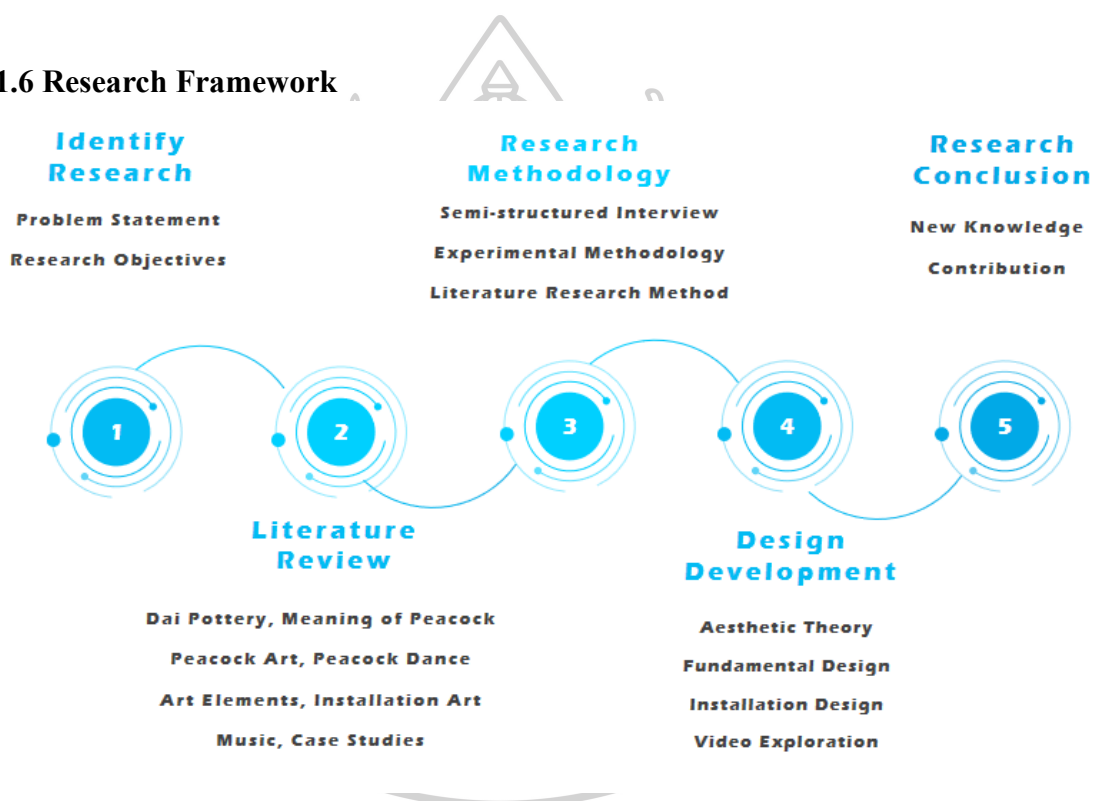 1.6 Research Framework
Identify
Research
Problem Statement
Research Objectives
Research
Methodology
Semi-structured Interview
Experimental Methodology
Literature Research Method
Research
Conclusion
New Knowledge
Contribution
1
2
3
4
5
Literature
Review
Dai Pottery, Meaning of Peacock
Peacock Art, Peacock Dance
Art Elements, Installation Art
Music, Case Studies
Design
Development
Aesthetic Theory
Fundamental Design
Installation Design
Video Exploration